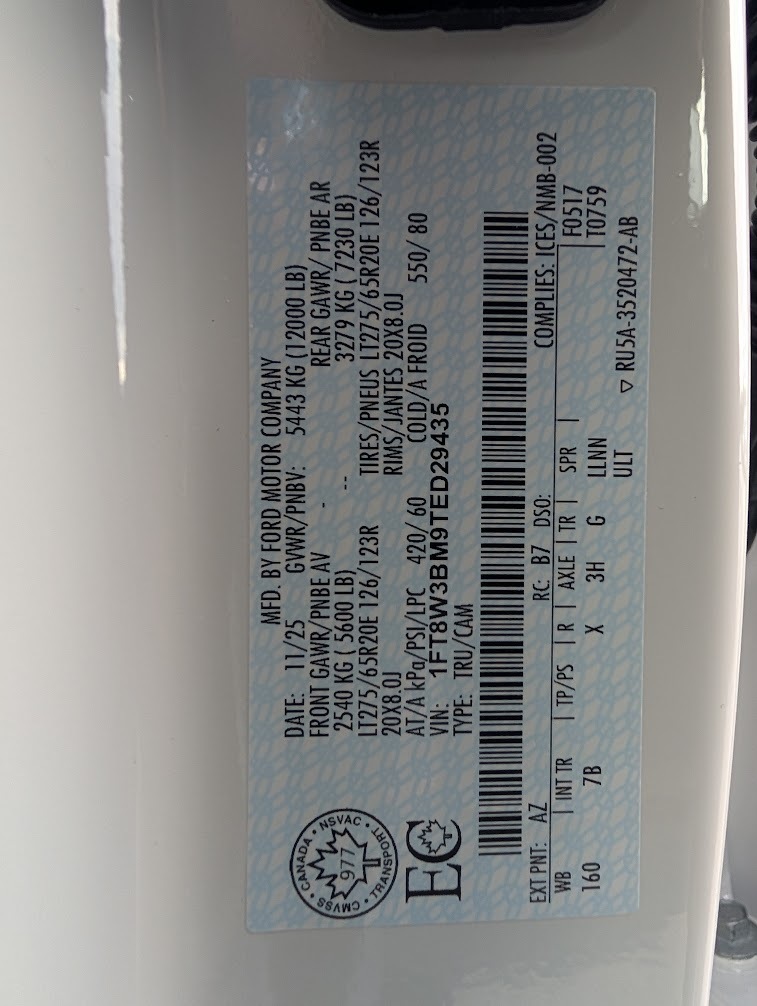 MFD. BY FORD MOTOR COMPANY
DATE: 11/25 GVWR/PNBV: 5443 KG (12000 LB)
FRONT GAWR/PNBE AV - REAR GAWR/ PNBE AR
2540 KG ( 5600 LB) -- 3279 KG ( 7230 LB)
LT275/65R20E 126/123R TIRES/PNEUS LT275/65R20E 126/123R
20X8.0J RIMS/JANTES 20X8.0J
AT/A kPa/PSI/LPC 420/ 60 COLD/A FROID 550/ 80
VIN: 1FT8W3BM9TED29435
TYPE: TRU/CAM
CANADA • NSVAC • TRANSPORT • CMVSS •
977
EC
EXT PNT: AZ RC: B7 DSO: COMPLIES: ICES/NMB-002
WB | INT TR | TP/PS | R | AXLE | TR | SPR | F0517
160 7B X 3H G LLNN T0759
ULT
▽ RU5A-3520472-AB